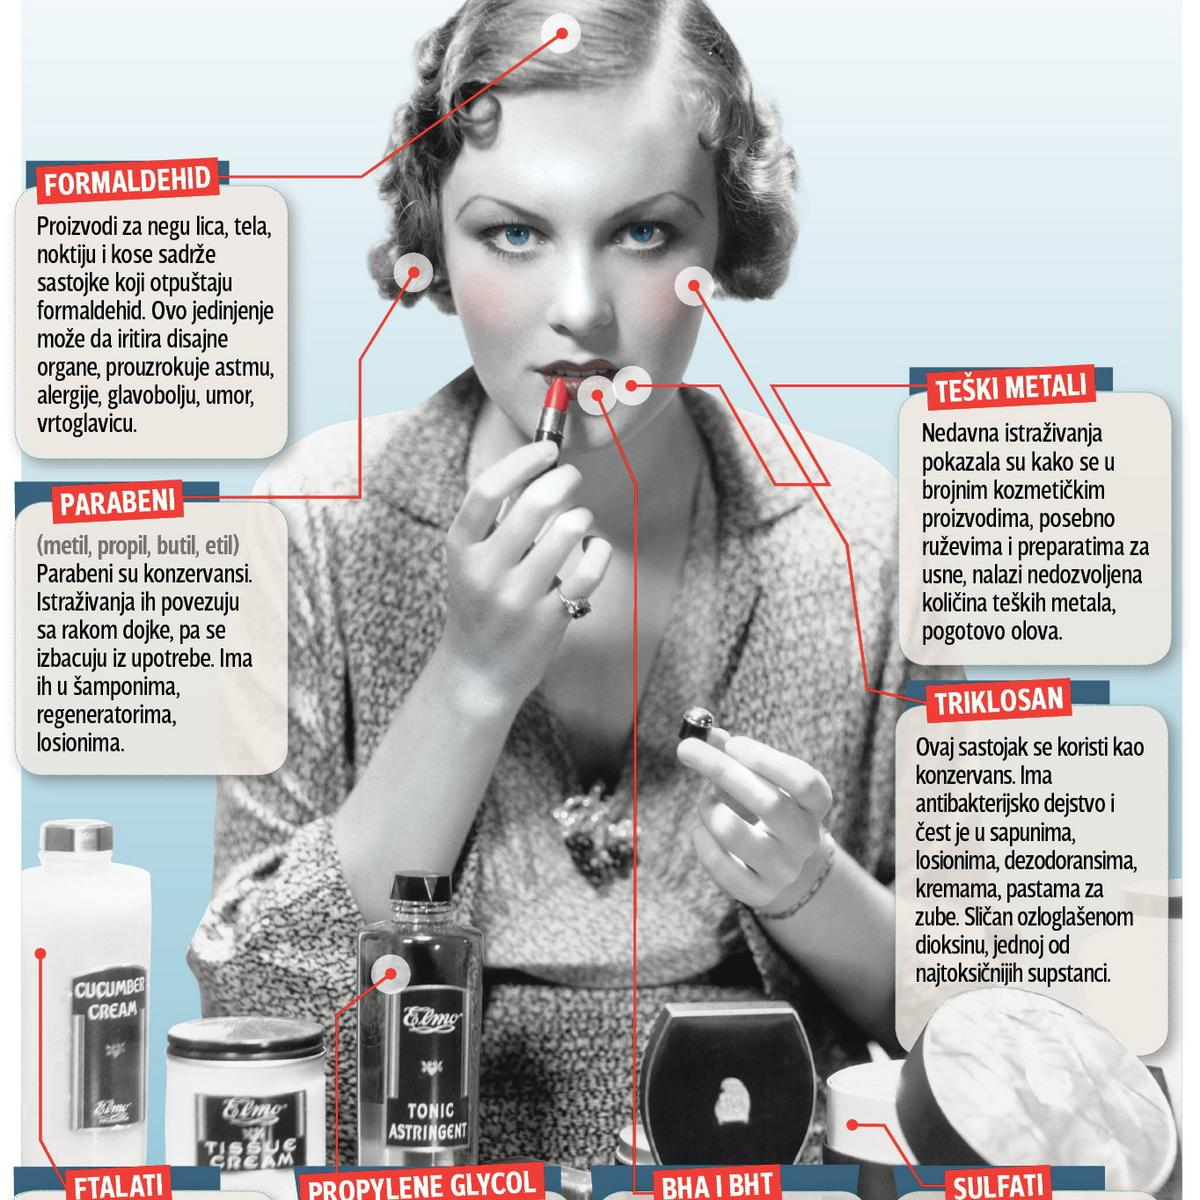 FORMALDEHID
Proizvodi za negu lica, tela,
noktiju i kose sadrže
sastojke koji otpuštaju
formaldehid. Ovo jedinjenje
može da iritira disajne
organe, prouzrokuje astmu,
alergije, glavobolju, umor,
vrtoglavicu.
PARABENI
(metil, propil, butil, etil)
Parabeni su konzervansi.
Istraživanja ih povezuju
sa rakom dojke, pa se
izbacuju iz upotrebe. Ima
ih u šamponima,
regeneratorima,
losionima.
TEŠKI METALI
Nedavna istraživanja
pokazala su kako se u
brojnim kozmetičkim
proizvodima, posebno
ruževima i preparatima za
usne, nalazi nedozvoljena
količina teških metala,
pogotovo olova.
TRIKLOSAN
Ovaj sastojak se koristi kao
konzervans. Ima
antibakterijsko dejstvo i
čest je u sapunima,
losionima, dezodoransima,
kremama, pastama za
zube. Sličan ozloglašenom
dioksinu, jednoj od
najtoksičnijih supstanci.
CUCUMBER
CREAM
Elmo
Elmo
TISSUE
CREAM
Elmo
TONIC
ASTRINGENT
FTALATI
PROPYLENE GLYCOL
BHA I BHT
SULFATI